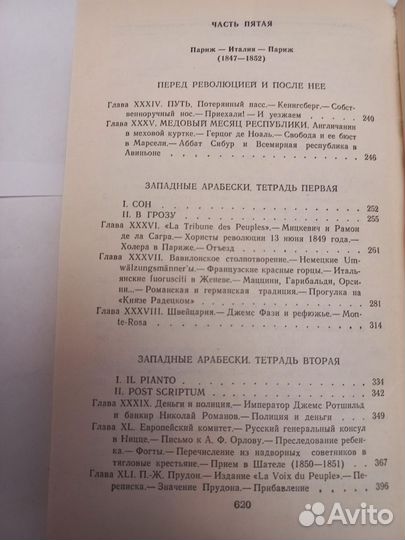 ЧАСТЬ ПЯТАЯ
Париж — Италия — Париж
(1847—1852)
ПЕРЕД РЕВОЛЮЦИЕЙ И ПОСЛЕ НЕЕ
Глава XXXIV. ПУТЬ. Потерянный пасс.— Кенигсберг.— Собст-
венноручный нос.— Приехали! — И уезжаем . . . . . 240
Глава XXXV. МЕДОВЫЙ МЕСЯЦ РЕСПУБЛИКИ. Англичанин
в меховой куртке.— Герцог де Ноаль.— Свобода и ее бюст
в Марсели.— Аббат Сибур и Всемирная республика в
Авиньоне . . . . . . . . . . . . . 246
ЗАПАДНЫЕ АРАБЕСКИ. ТЕТРАДЬ ПЕРВАЯ
I. СОН . . . . . . . . . . . . . 252
II. В ГРОЗУ . . . . . . . . . . . . 255
Глава XXXVI. «La Tribune des Peuples».— Мицкевич и Рамон
де ла Сагра.— Хористы революции 13 июня 1849 года.—
Холера в Париже.— Отъезд . . . . . . . . 261
Глава XXXVII. Вавилонское столпотворение.— Немецкие Um-
wälzungsmänner'ы.— Французские красные горцы.— Италь-
янские fuorusciti в Женеве.— Маццини, Гарибальди, Орси-
ни...— Романская и германская традиция.— Прогулка на
«Князе Радецком» . . . . . . . . . . . 281
Глава XXXVIII. Швейцария.— Джемс Фази и рефюжье.— Mon-
te-Rosa . . . . . . . . . . . . . 314
ЗАПАДНЫЕ АРАБЕСКИ. ТЕТРАДЬ ВТОРАЯ
I. IL PIANTO . . . . . . . . . . . 334
II. POST SCRIPTUM . . . . . . . . . . 342
Глава XXXIX. Деньги и полиция.— Император Джемс Ротшильд
и банкир Николай Романов.— Полиция и деньги . . . . 349
Глава XL. Европейский комитет.— Русский генеральный консул
в Ницце.— Письмо к А. Ф. Орлову.— Преследование ребен-
ка.— Фогты.— Перечисление из надворных советников в
тягловые крестьяне.— Прием в Шателе (1850—1851) . . 367
Глава XLI. П.-Ж. Прудон.— Издание «La Voix du Peuple».— Пе-
реписка.— Значение Прудона.— Прибавление . . . . 396
620
Avito